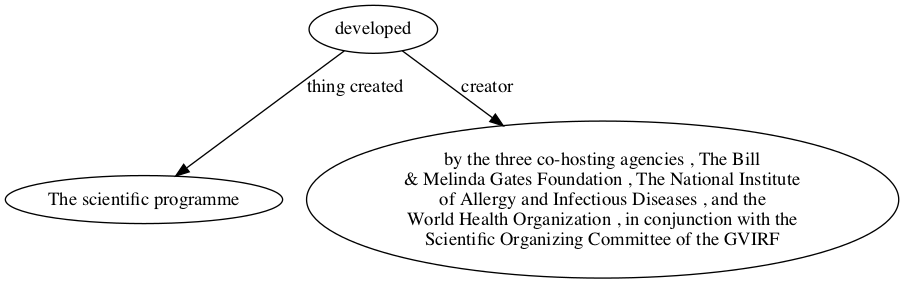 developed
thing created
creator
The scientific programme
by the three co-hosting agencies , The Bill
& Melinda Gates Foundation , The National Institute
of Allergy and Infectious Diseases , and the
World Health Organization , in conjunction with the
Scientific Organizing Committee of the GVIRF